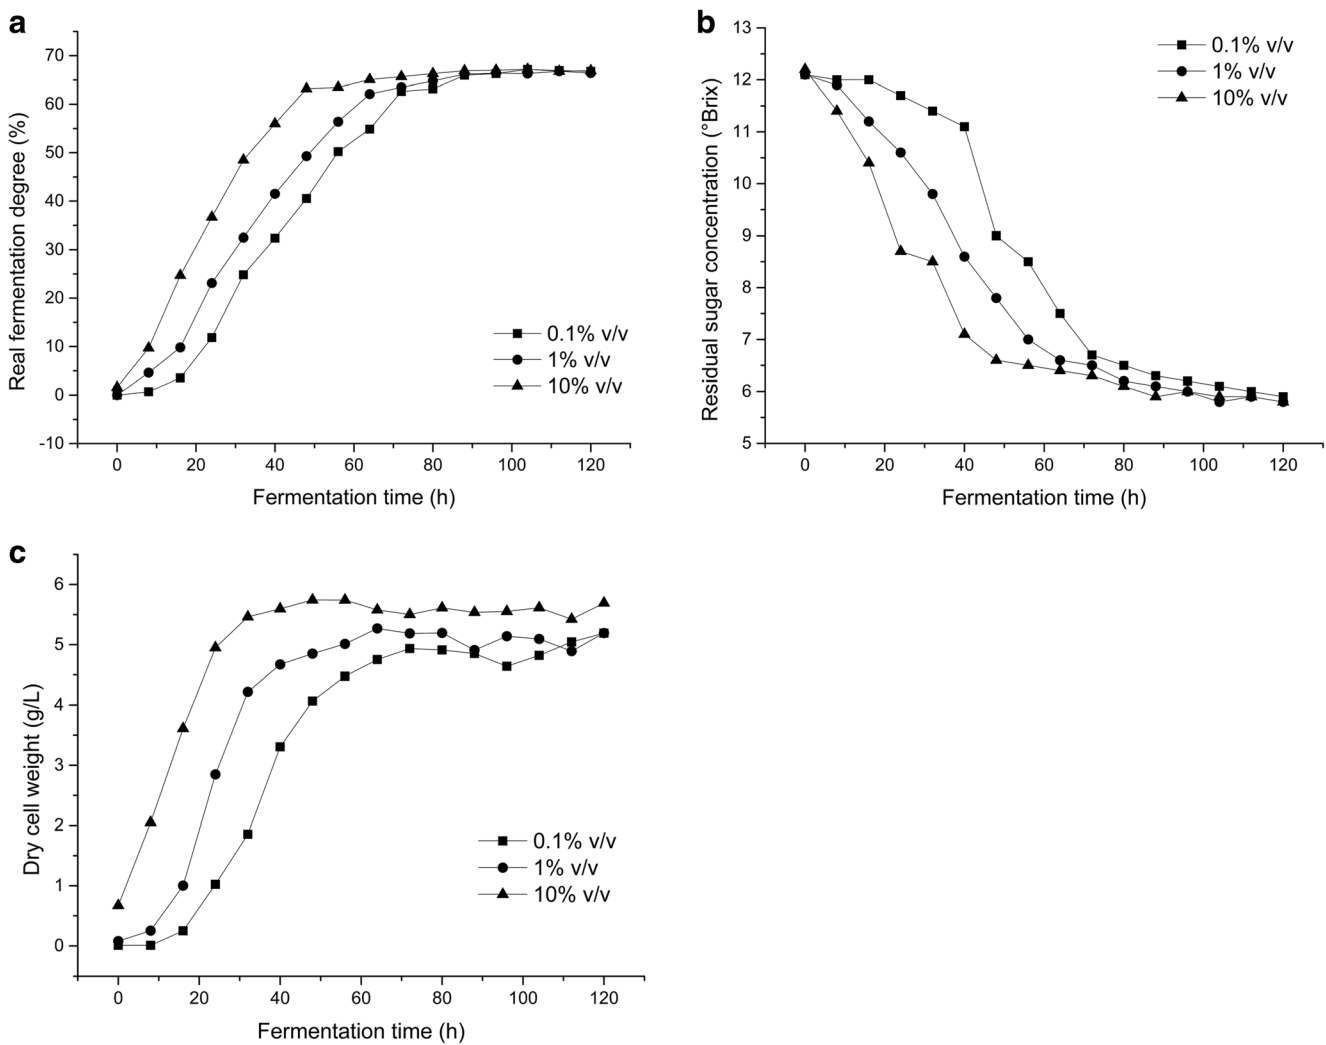 a
Real fermentation degree (%)
70
60
50
40
30
20
10
0
-10
0 20 40 60 80 100 120
Fermentation time (h)
0.1% v/v
1% v/v
10% v/v
b
Residual sugar concentration (°Brix)
13
12
11
10
9
8
7
6
5
0 20 40 60 80 100 120
Fermentation time (h)
0.1% v/v
1% v/v
10% v/v
c
Dry cell weight (g/L)
6
5
4
3
2
1
0
0 20 40 60 80 100 120
Fermentation time (h)
0.1% v/v
1% v/v
10% v/v